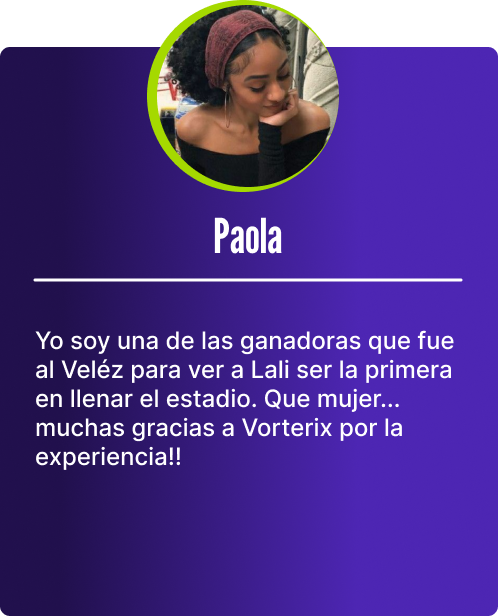 Paola
Yo soy una de las ganadoras que fue
al Veléz para ver a Lali ser la primera
en llenar el estadio. Que mujer...
muchas gracias a Vorterix por la
experiencia!!